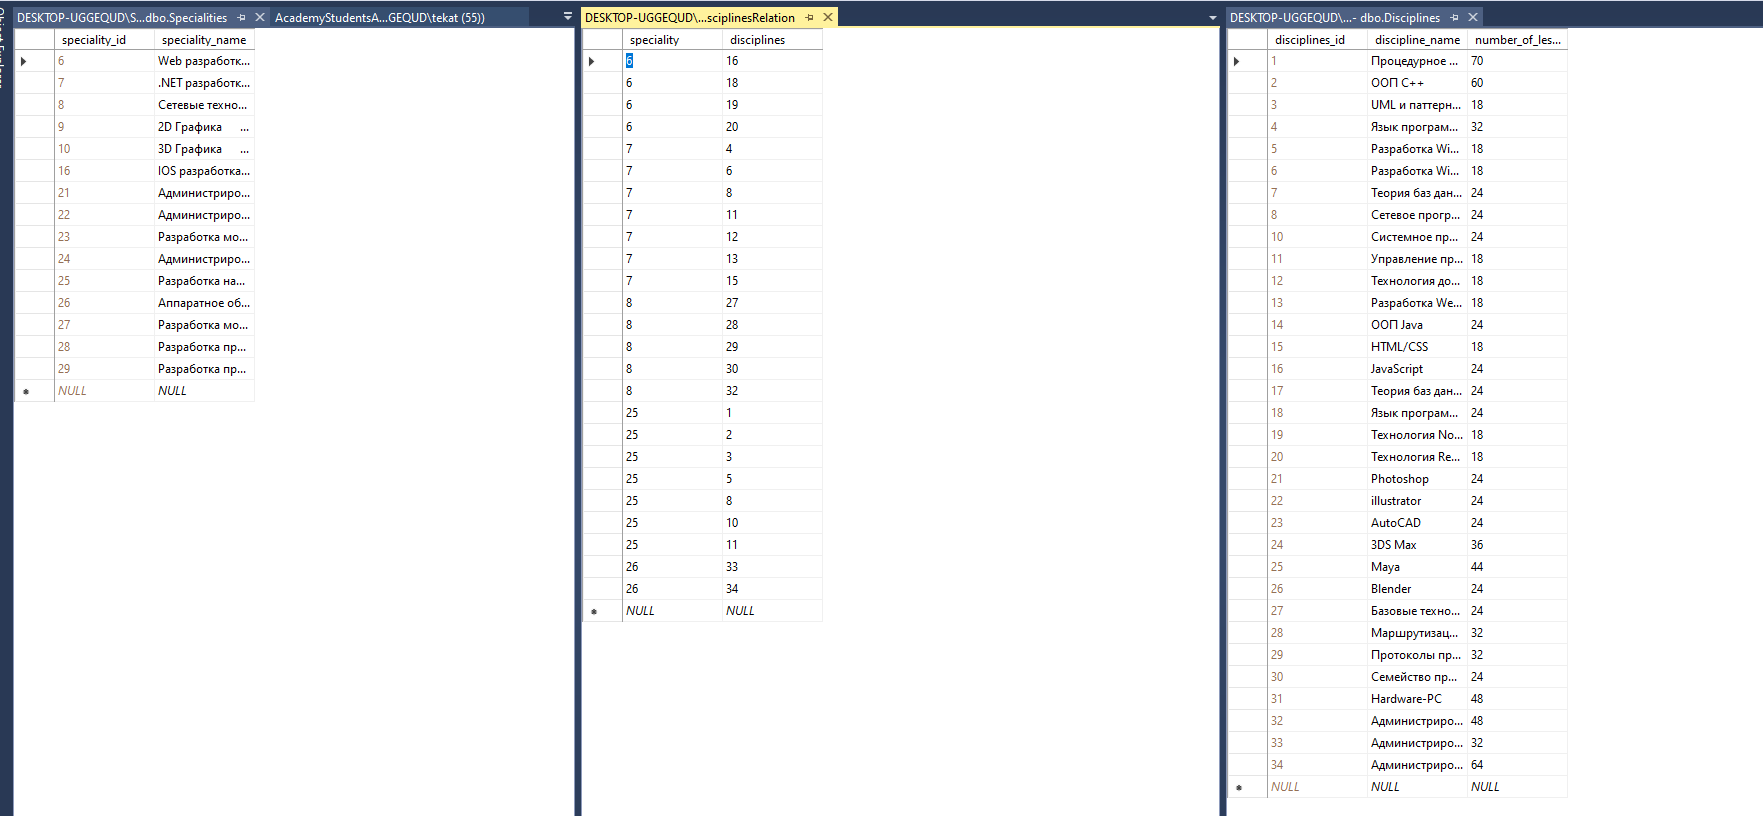 DESKTOP-UGGEQUD\S...dbo.Specialities
AcademyStudentsA...GEQUD\tekat (55))
speciality_id speciality_name
6 Web разработк...
7 .NET разработк...
8 Сетевые техно...
9 2D Графика ...
10 3D Графика ...
16 IOS разработка...
21 Администриро...
22 Администриро...
23 Разработка мо...
24 Администриро...
25 Разработка на...
26 Аппаратное об...
27 Разработка мо...
28 Разработка пр...
29 Разработка пр...
NULL NULL
DESKTOP-UGGEQUD\...sciplinesRelation
speciality disciplines
6 16
6 18
6 19
6 20
7 4
7 6
7 8
7 11
7 12
7 13
7 15
8 27
8 28
8 29
8 30
8 32
25 1
25 2
25 3
25 5
25 8
25 10
25 11
26 33
26 34
NULL NULL
DESKTOP-UGGEQUD\...- dbo.Disciplines
disciplines_id discipline_name number_of_les...
1 Процедурное ... 70
2 ООП C++ 60
3 UML и паттерн... 18
4 Язык програм... 32
5 Разработка Wi... 18
6 Разработка Wi... 18
7 Теория баз дан... 24
8 Сетевое прогр... 24
10 Системное пр... 24
11 Управление пр... 18
12 Технология до... 18
13 Разработка We... 18
14 ООП Java 24
15 HTML/CSS 18
16 JavaScript 24
17 Теория баз дан... 24
18 Язык програм... 24
19 Технология No... 18
20 Технология Re... 18
21 Photoshop 24
22 illustrator 24
23 AutoCAD 24
24 3DS Max 36
25 Maya 44
26 Blender 24
27 Базовые техно... 24
28 Маршрутизац... 32
29 Протоколы пр... 32
30 Семейство пр... 24
31 Hardware-PC 48
32 Администриро... 48
33 Администриро... 32
34 Администриро... 64
NULL NULL NULL